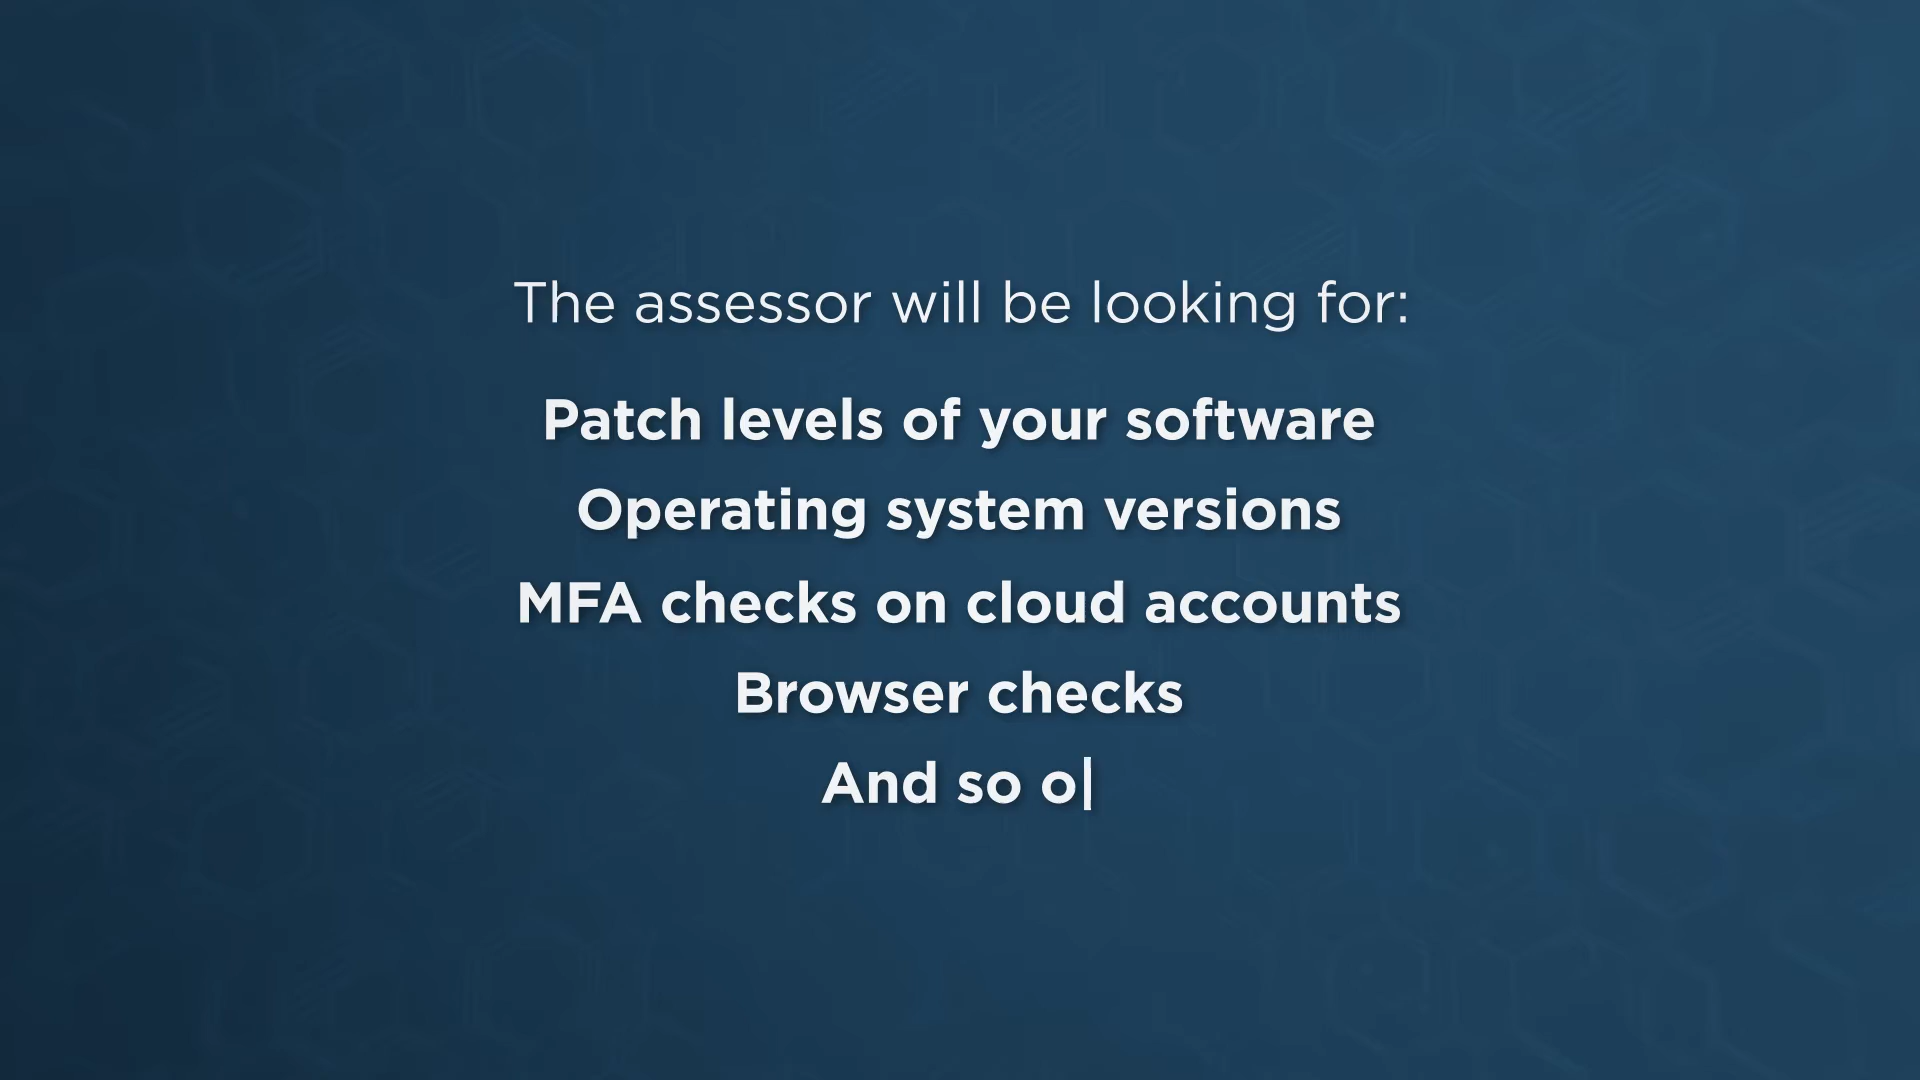 The assessor will be looking for:
Patch levels of your software
Operating system versions
MFA checks on cloud accounts
Browser checks
And so o|